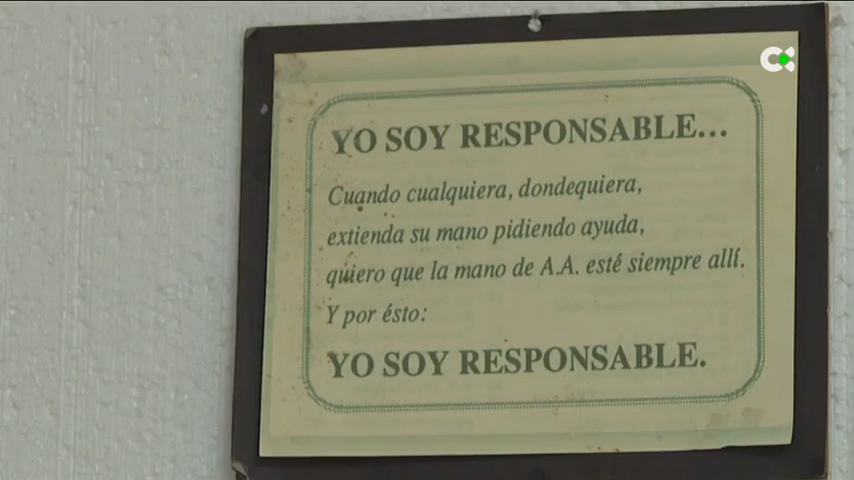 YO SOY RESPONSABLE...
Cuando cualquiera, dondequiera,
extienda su mano pidiendo ayuda,
quiero que la mano de A.A. esté siempre allí.
Y por ésto:
YO SOY RESPONSABLE.